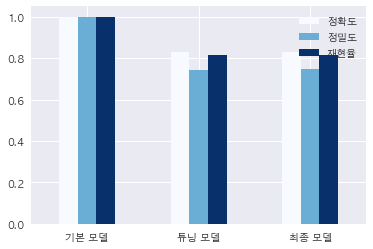 1.0
0.8
0.6
0.4
0.2
0.0
정확도
정밀도
재현율
기본 모델
튜닝 모델
최종 모델